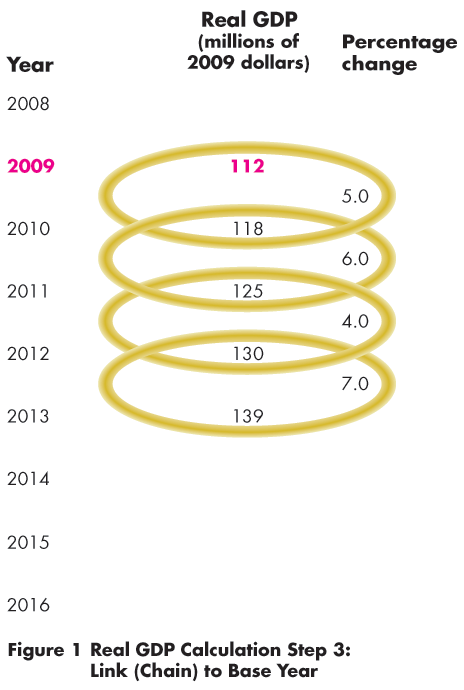 Real GDP
(millions of
2009 dollars)
Percentage
change
Year
2008
2009 112
5.0
2010 118
6.0
2011 125
4.0
2012 130
7.0
2013 139
2014
2015
2016
Figure 1 Real GDP Calculation Step 3:
Link (Chain) to Base Year